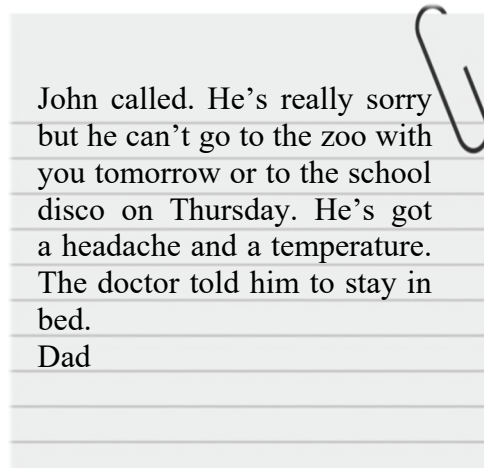 John called. He’s really sorry
but he can’t go to the zoo with
you tomorrow or to the school
disco on Thursday. He’s got
a headache and a temperature.
The doctor told him to stay in
bed.
Dad